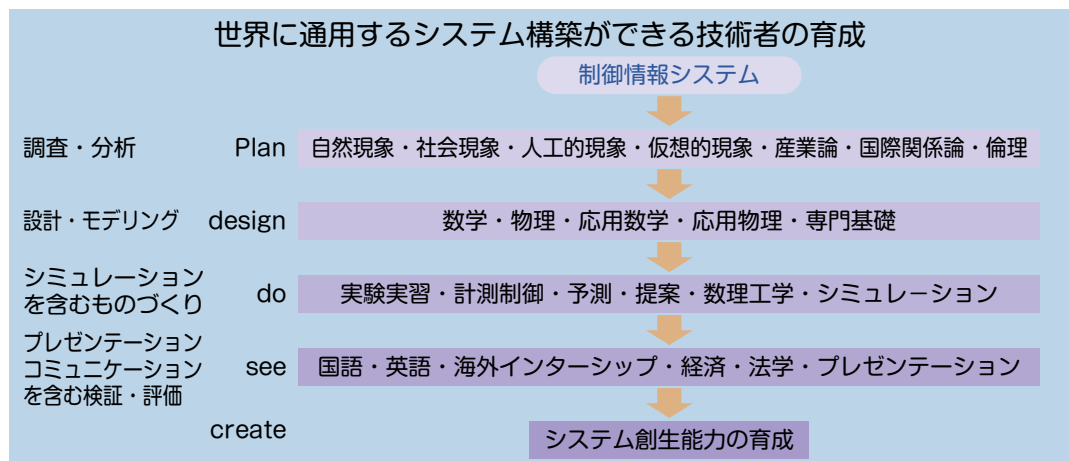 世界に通用するシステム構築ができる技術者の育成
制御情報システム
調査・分析 Plan 自然現象・社会現象・人工的現象・仮想的現象・産業論・国際関係論・倫理
設計・モデリング design 数学・物理・応用数学・応用物理・専門基礎
シミュレーション
を含むものづくり do 実験実習・計測制御・予測・提案・数理工学・シミュレーション
プレゼンテーション
コミュニケーション
を含む検証・評価 see 国語・英語・海外インターシップ・経済・法学・プレゼンテーション
create システム創生能力の育成